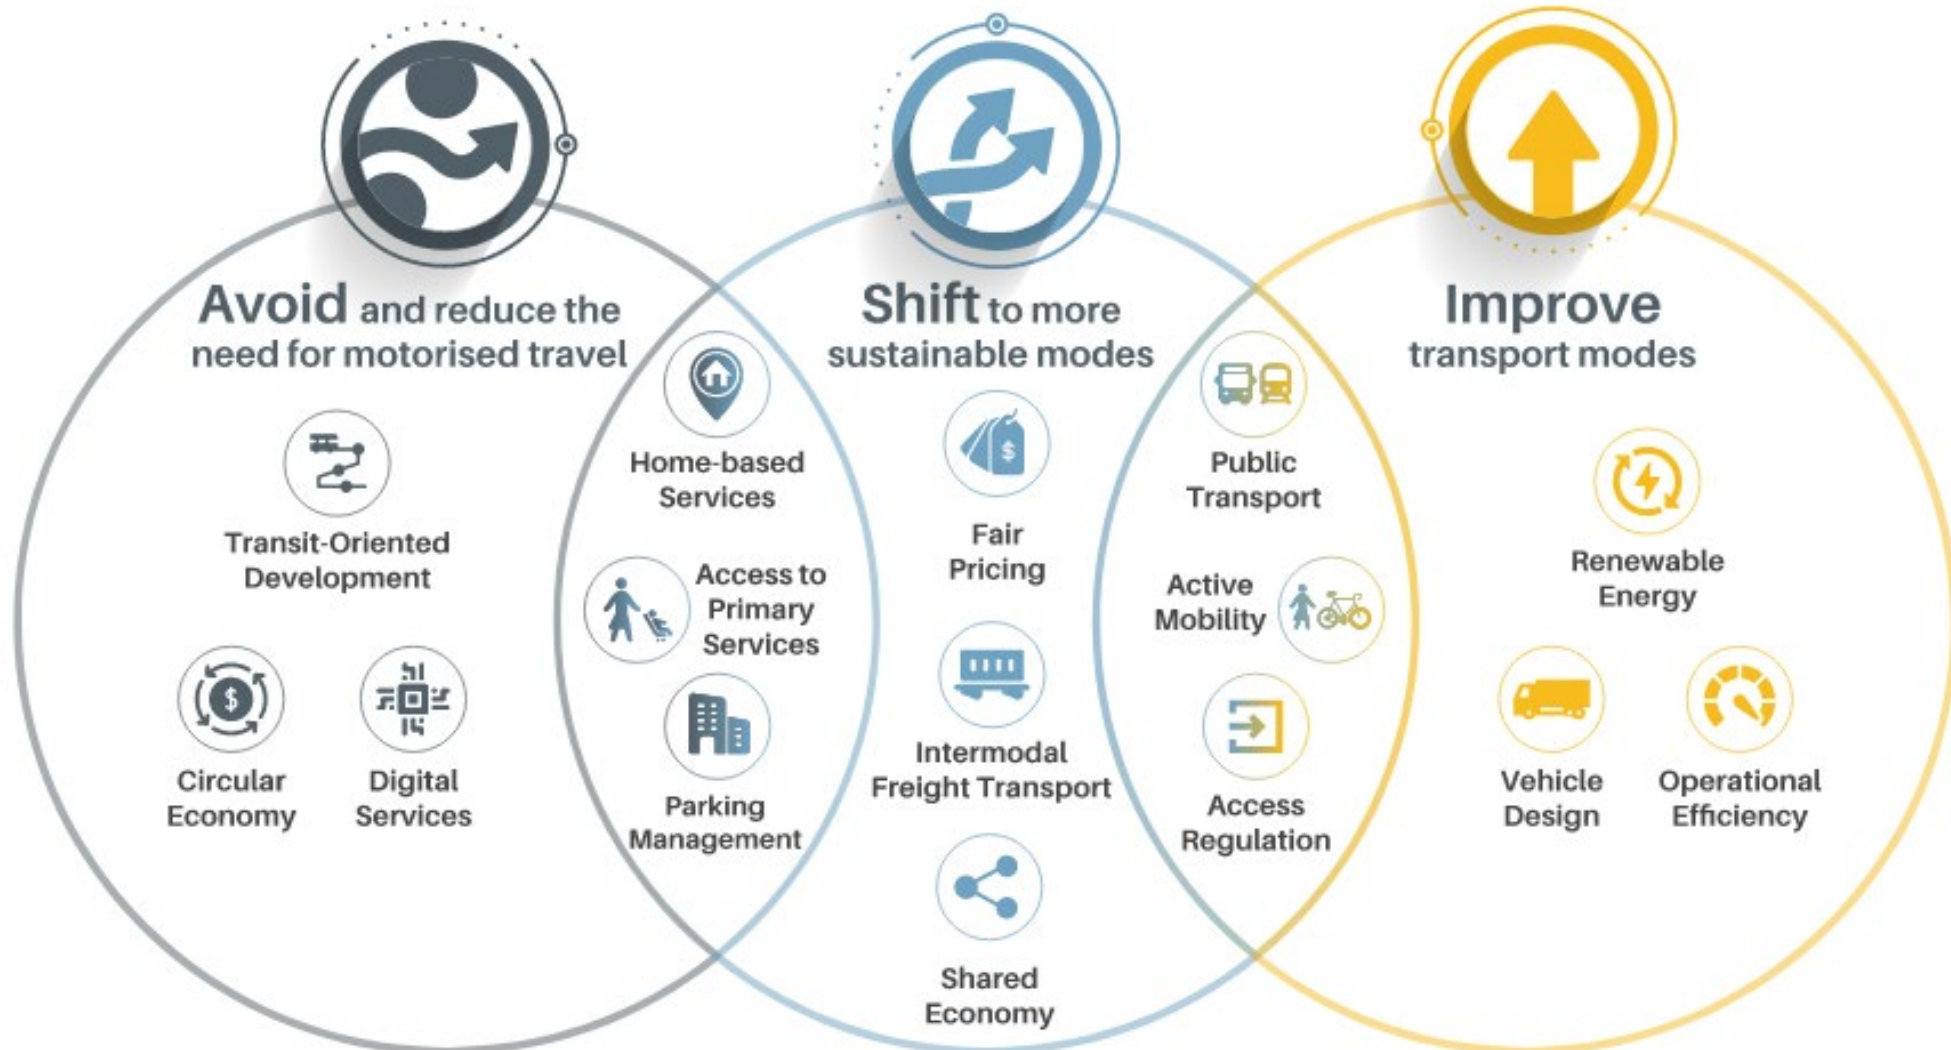 Avoid and reduce the
need for motorised travel
Transit-Oriented
Development
Circular
Economy
Digital
Services
Home-based
Services
Access to
Primary
Services
Parking
Management
Shift to more
sustainable modes
Fair
Pricing
Intermodal
Freight Transport
Shared
Economy
Public
Transport
Active
Mobility
Access
Regulation
Improve
transport modes
Renewable
Energy
Vehicle
Design
Operational
Efficiency